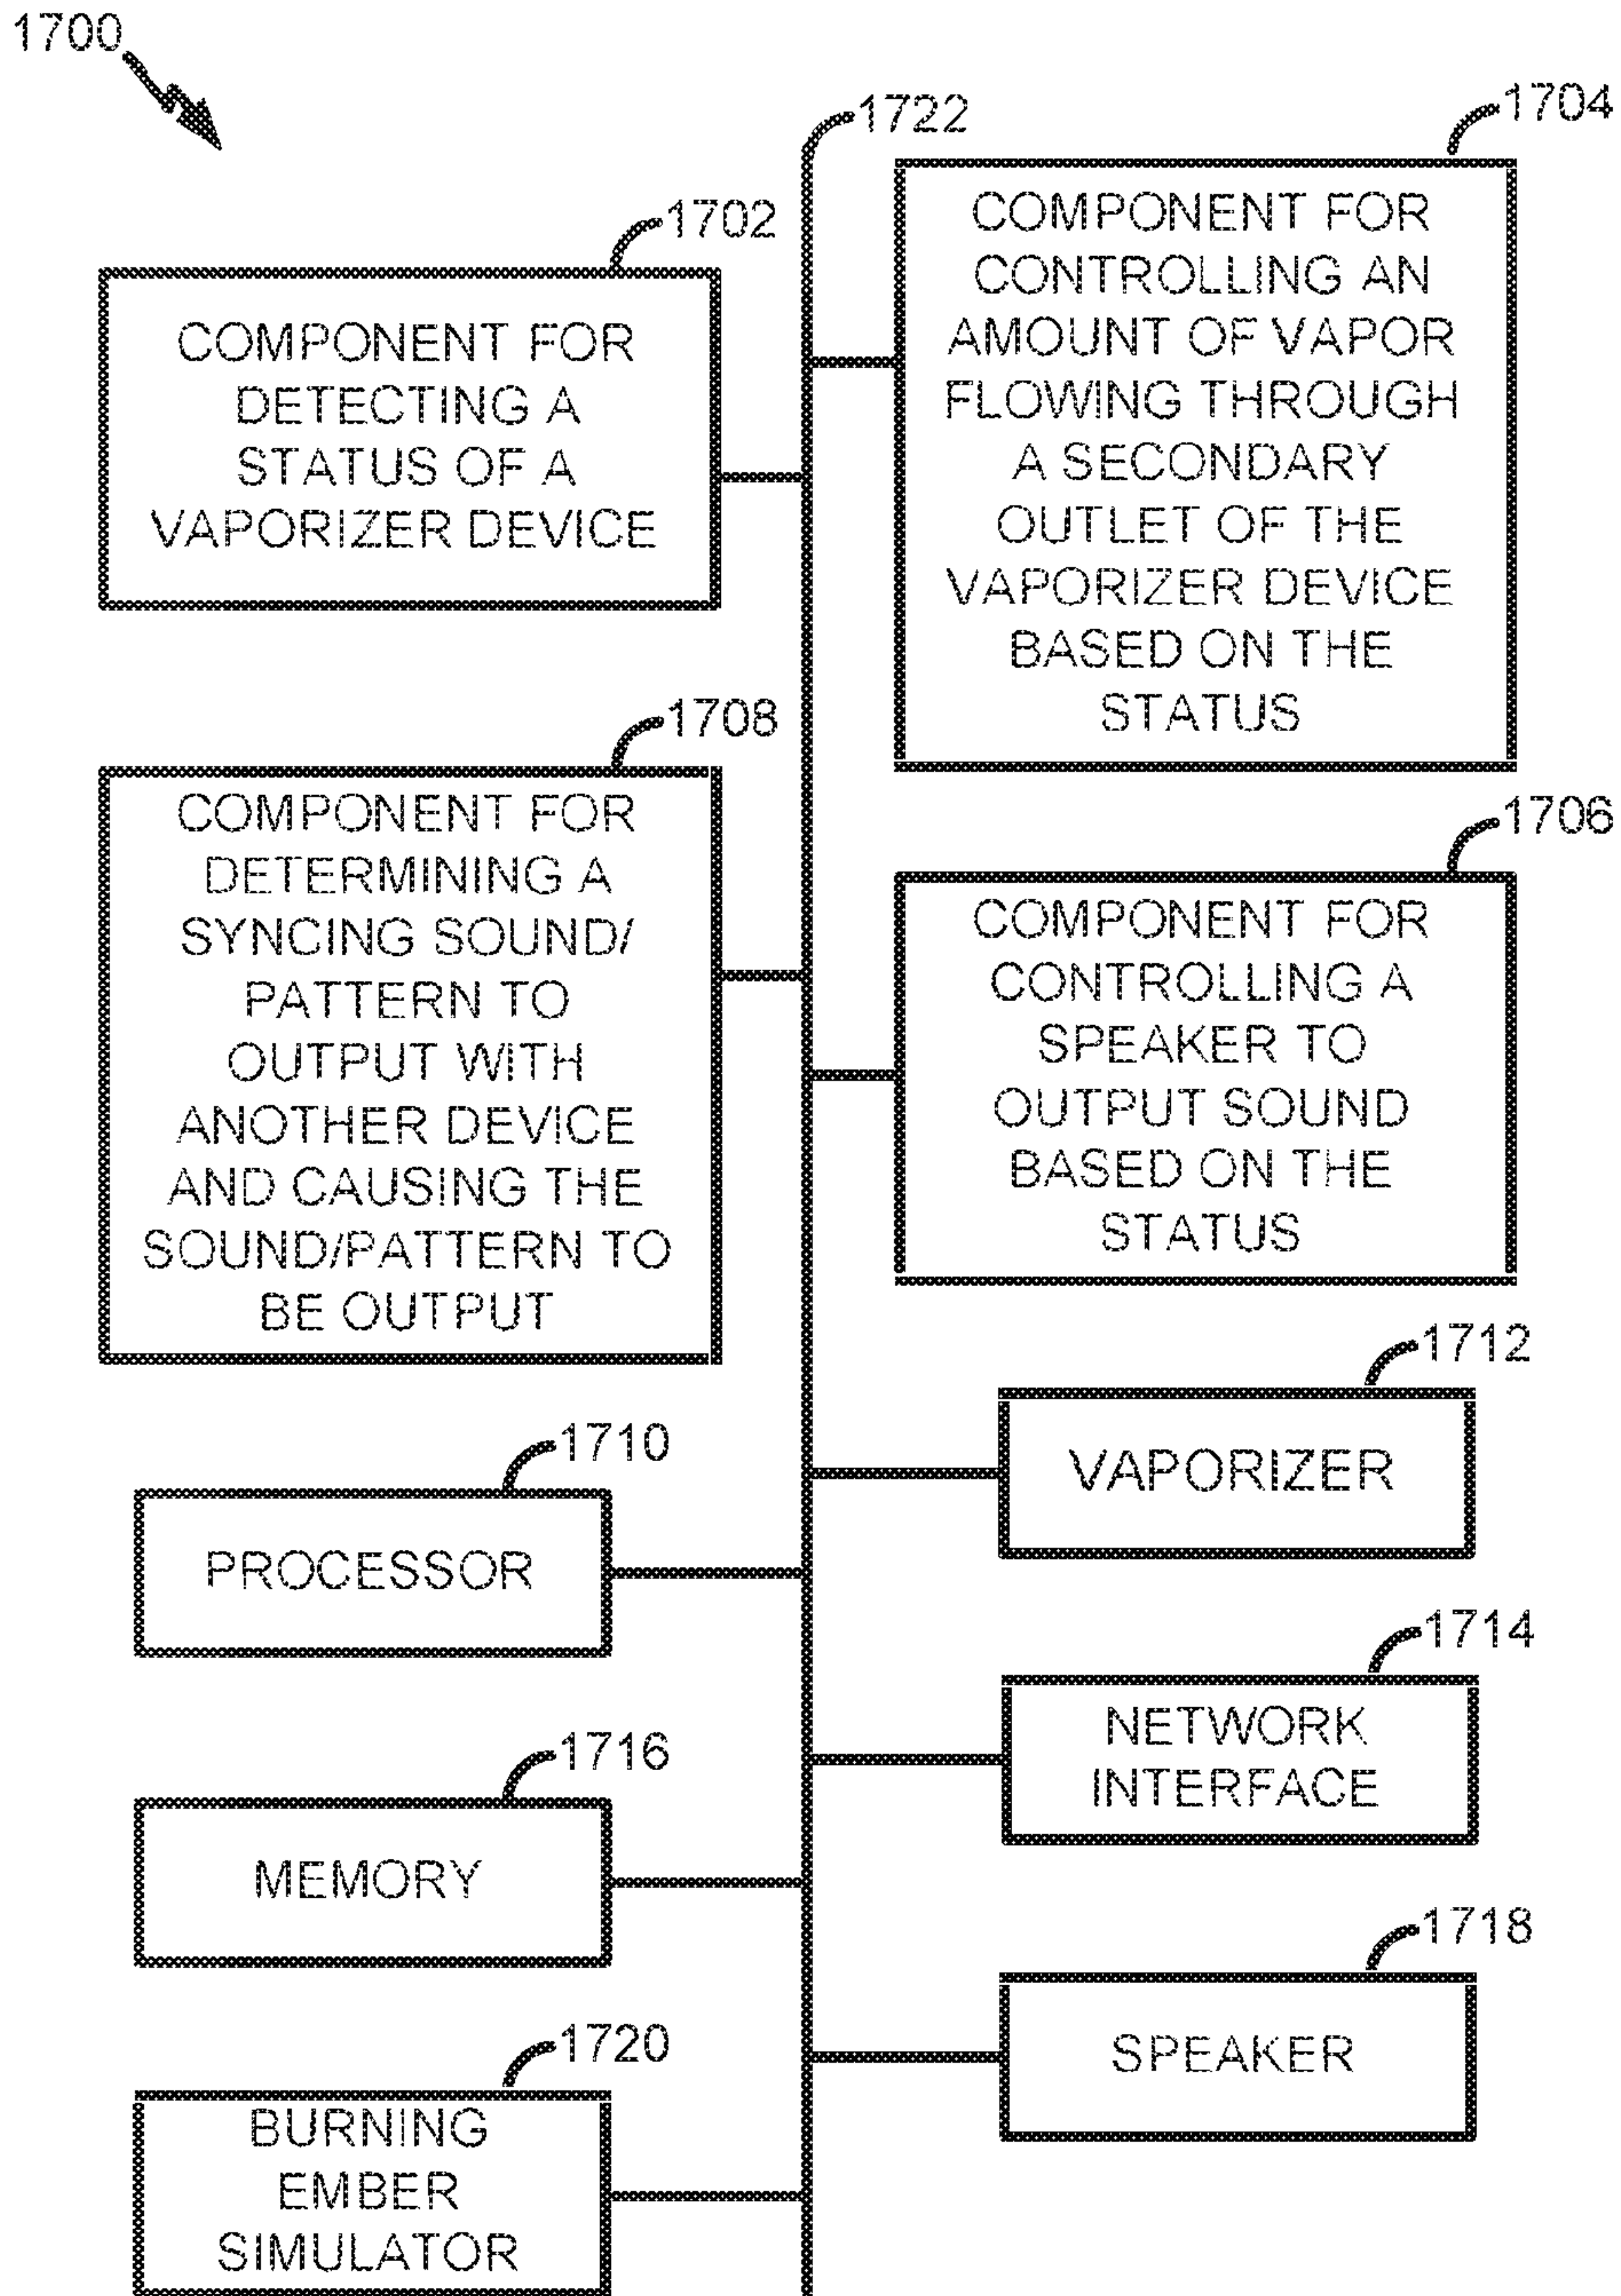 1700
1722
1704
1702
COMPONENT FOR
DETECTING A
STATUS OF A
VAPORIZER DEVICE
COMPONENT FOR
CONTROLLING AN
AMOUNT OF VAPOR
FLOWING THROUGH
A SECONDARY
OUTLET OF THE
VAPORIZER DEVICE
BASED ON THE
STATUS
1708
COMPONENT FOR
DETERMINING A
SYNCING SOUND/
PATTERN TO
OUTPUT WITH
ANOTHER DEVICE
AND CAUSING THE
SOUND/PATTERN TO
BE OUTPUT
1706
COMPONENT FOR
CONTROLLING A
SPEAKER TO
OUTPUT SOUND
BASED ON THE
STATUS
1712
VAPORIZER
1710
PROCESSOR
1714
NETWORK
INTERFACE
1716
MEMORY
1718
SPEAKER
1720
BURNING
EMBER
SIMULATOR